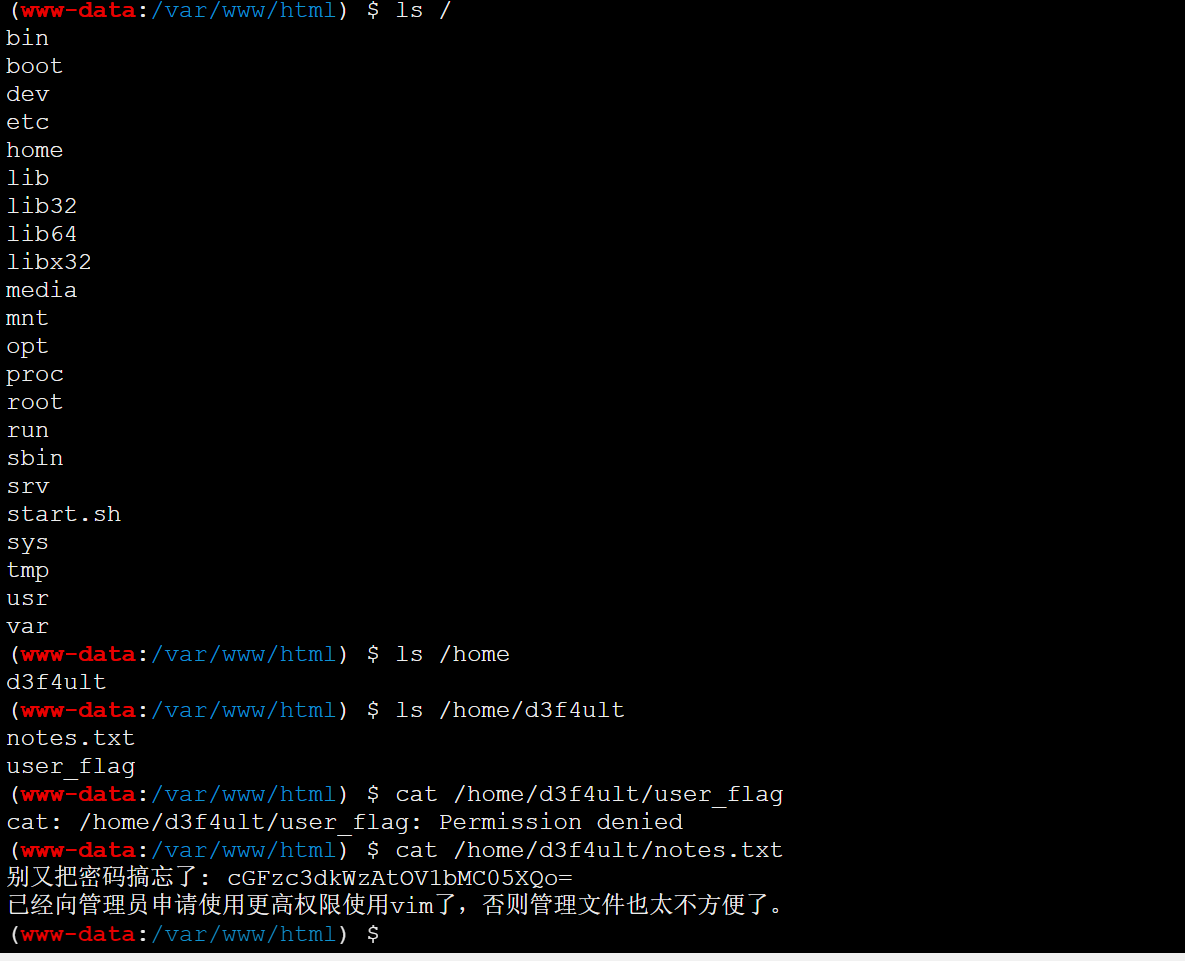 (www-data:/var/www/html) $ ls /
bin
boot
dev
etc
home
lib
lib32
lib64
libx32
media
mnt
opt
proc
root
run
sbin
srv
start.sh
sys
tmp
usr
var
(www-data:/var/www/html) $ ls /home
d3f4ult
(www-data:/var/www/html) $ ls /home/d3f4ult
notes.txt
user_flag
(www-data:/var/www/html) $ cat /home/d3f4ult/user_flag
cat: /home/d3f4ult/user_flag: Permission denied
(www-data:/var/www/html) $ cat /home/d3f4ult/notes.txt
别又把密码搞忘了: cGFzc3dkWzAtOV1bMC05XQo=
已经向管理员申请使用更高权限使用vim了，否则管理文件也太不方便了。
(www-data:/var/www/html) $